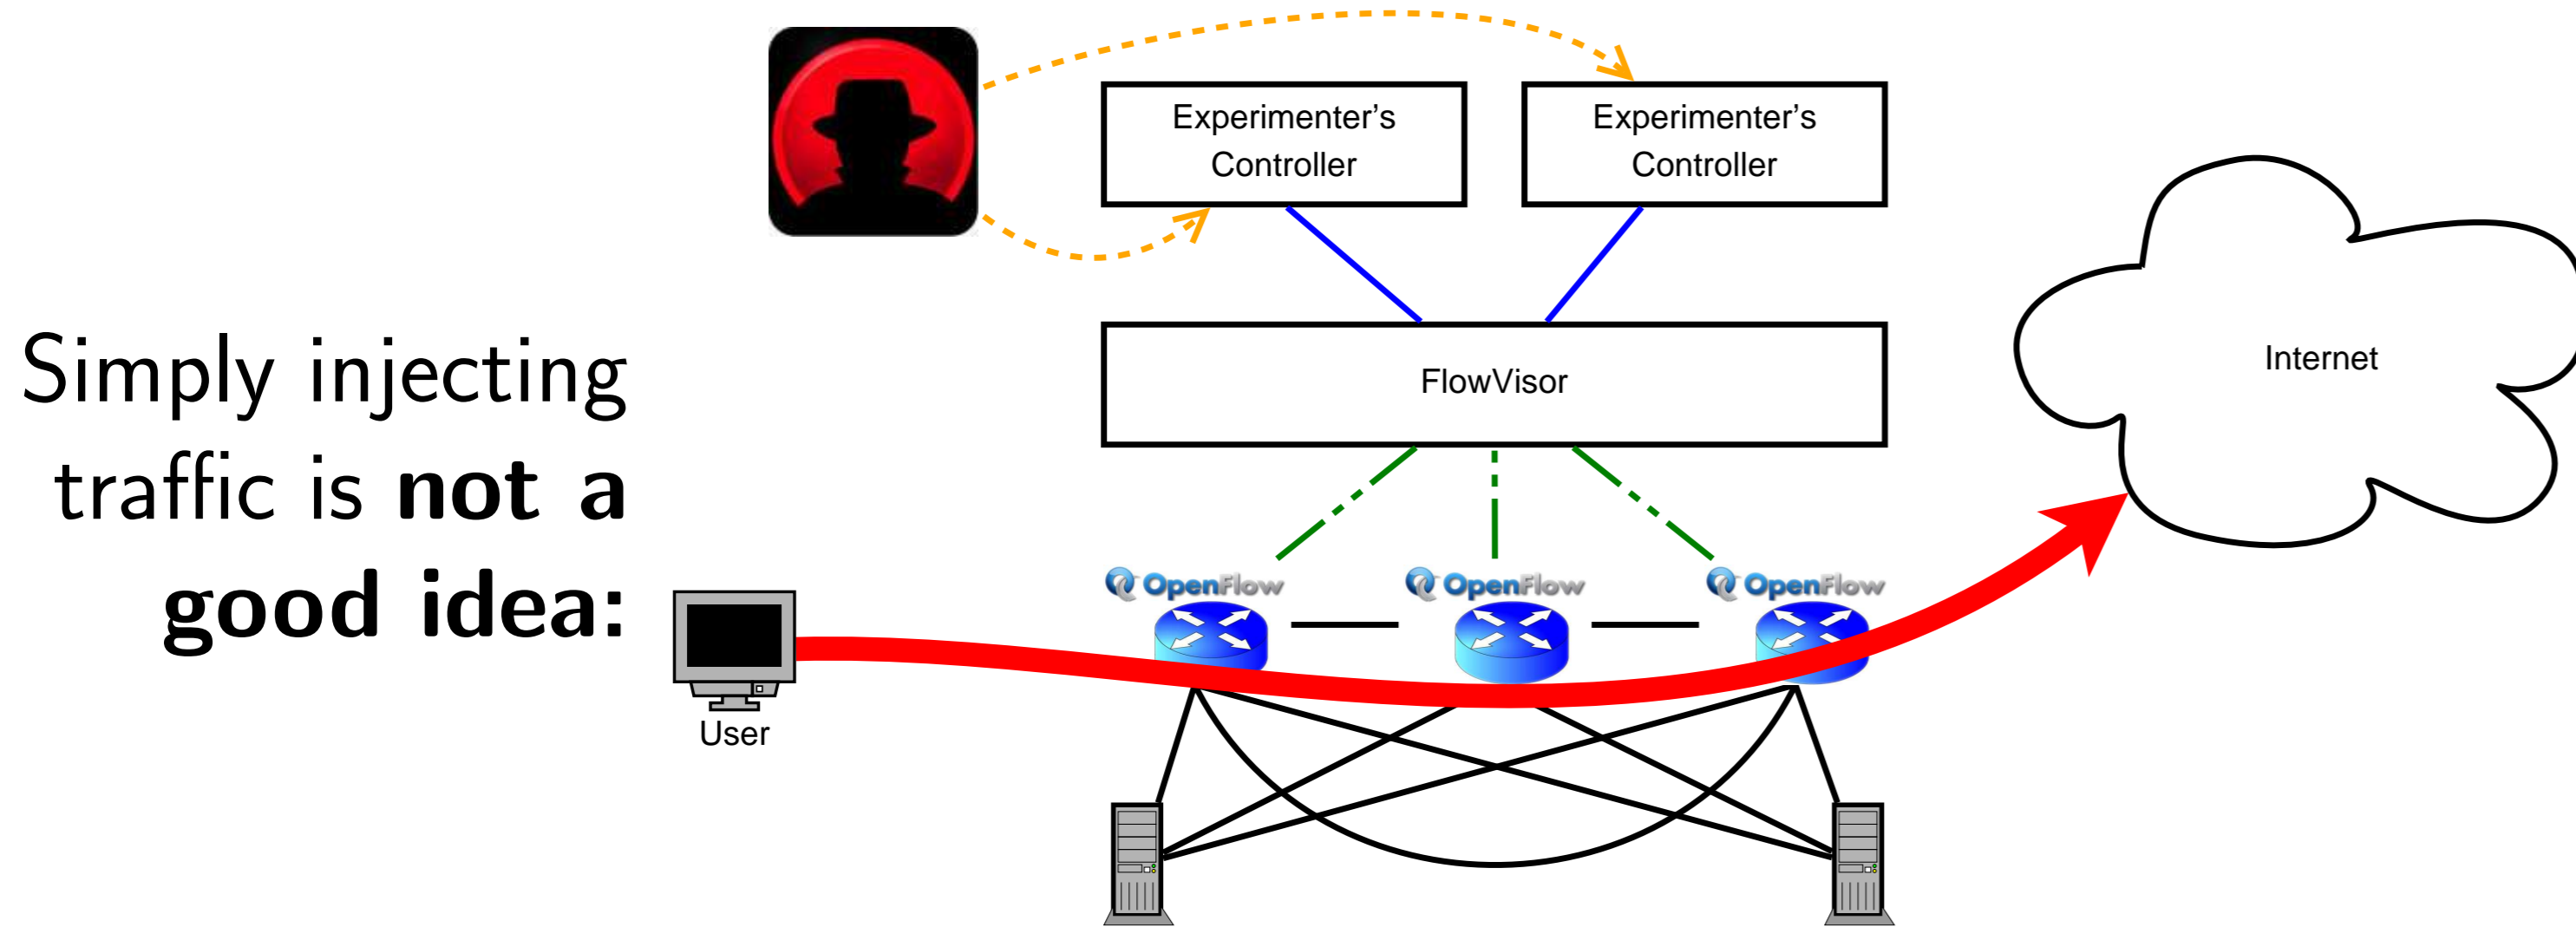 Simply injecting
traffic is not a
good idea:
Experimenter's
Controller
Experimenter's
Controller
FlowVisor
Internet
OpenFlow
OpenFlow
OpenFlow
User